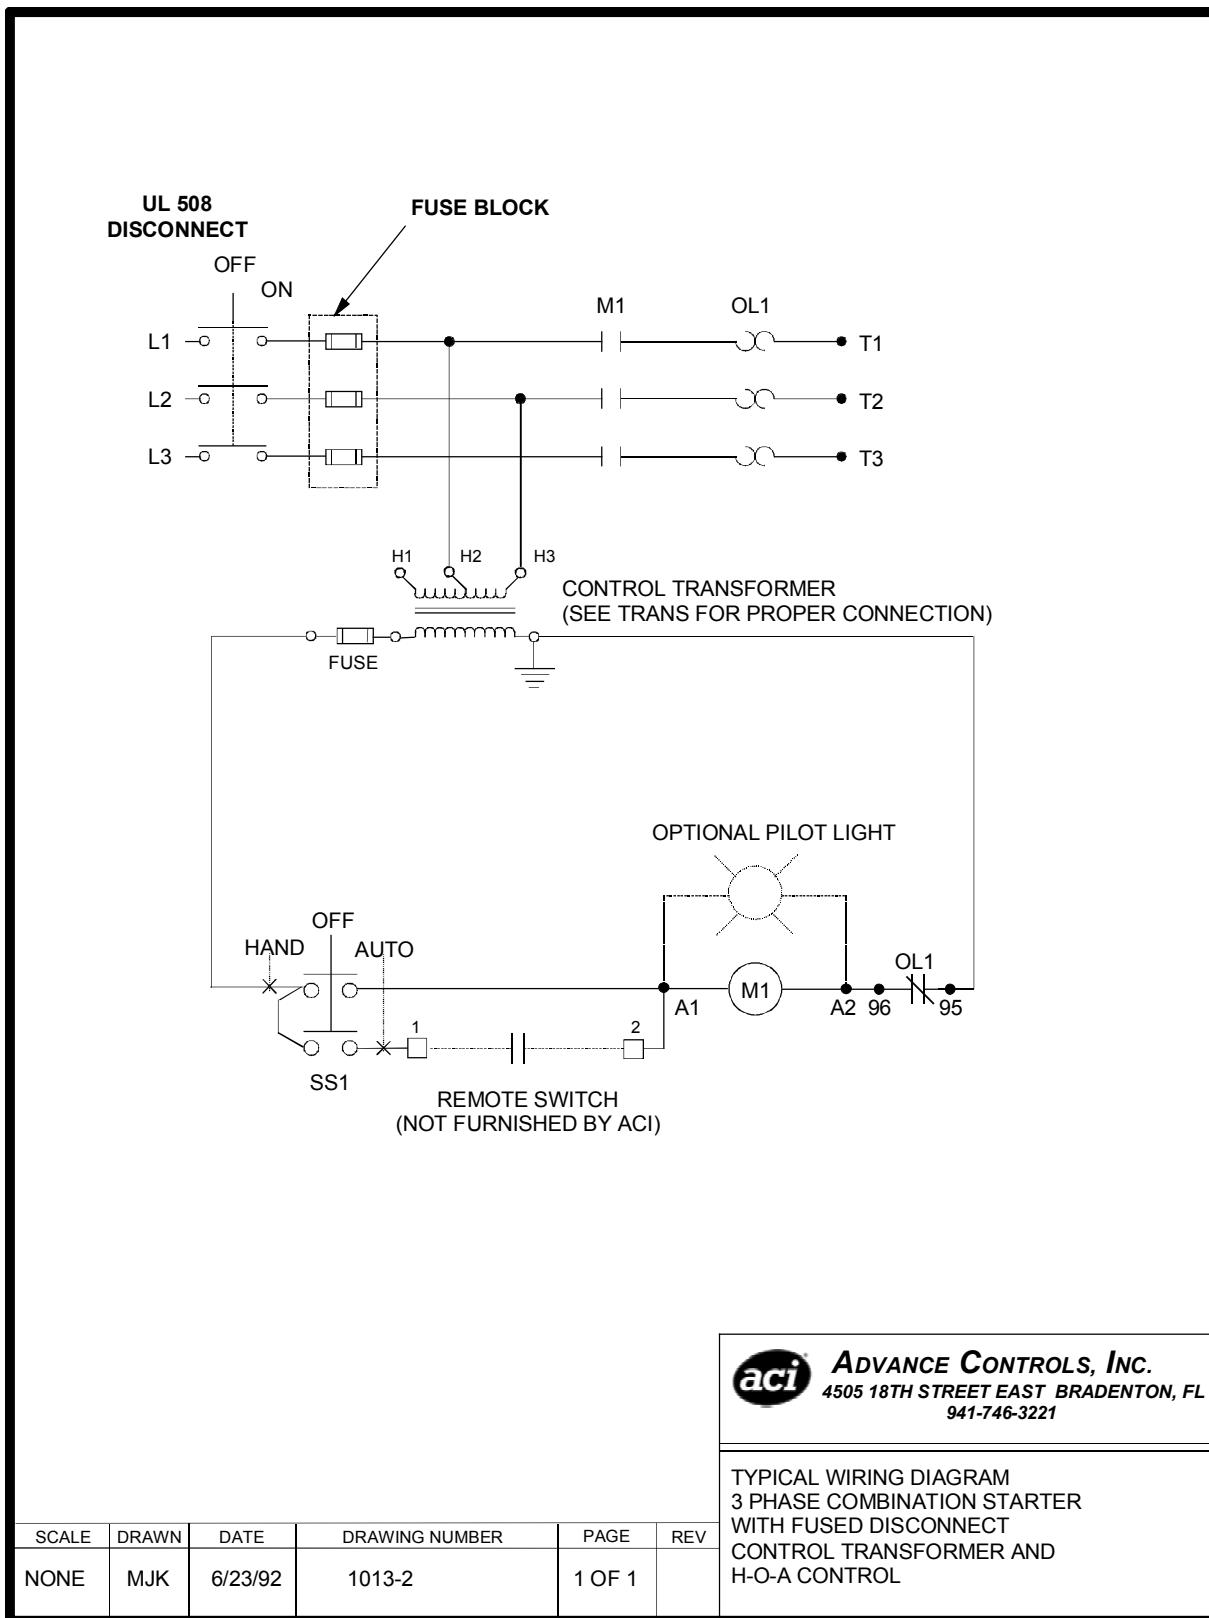 UL 508
DISCONNECT
FUSE BLOCK
OFF
ON
M1
OL1
L1
T1
L2
T2
L3
T3
H1
H2
H3
CONTROL TRANSFORMER
(SEE TRANS FOR PROPER CONNECTION)
FUSE
OPTIONAL PILOT LIGHT
OFF
HAND
AUTO
OL1
M1
A1
A2
96
95
1
2
SS1
REMOTE SWITCH
(NOT FURNISHED BY ACI)
aci
ADVANCE CONTROLS, INC.
4505 18TH STREET EAST BRADENTON, FL
941-746-3221
TYPICAL WIRING DIAGRAM
3 PHASE COMBINATION STARTER
WITH FUSED DISCONNECT
CONTROL TRANSFORMER AND
H-O-A CONTROL
SCALE DRAWN DATE DRAWING NUMBER PAGE REV
NONE MJK 6/23/92 1013-2 1 OF 1